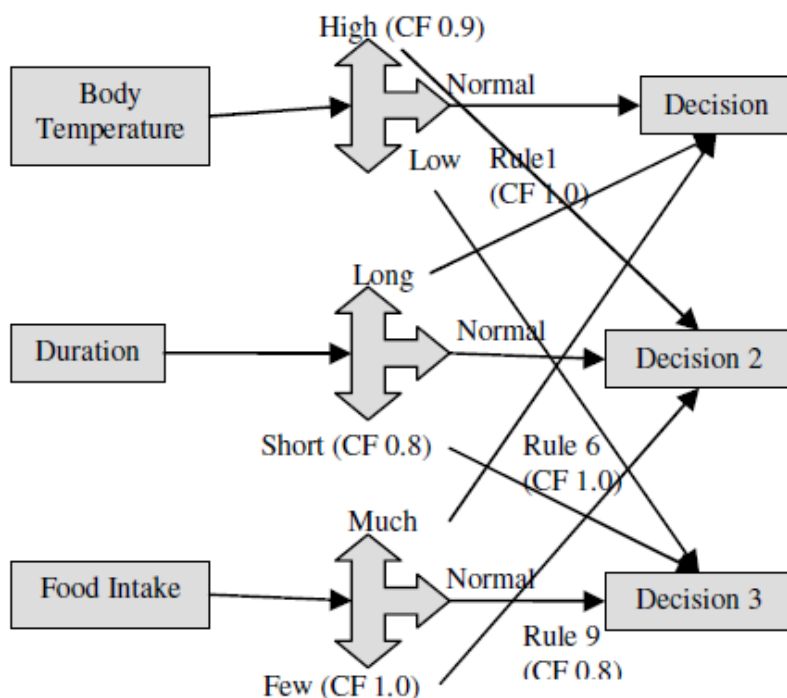 High (CF 0.9)
Body
Temperature
Normal
Decision
Low
Rule1
(CF 1.0)
Long
Duration
Normal
Decision 2
Short (CF 0.8)
Rule 6
(CF 1.0)
Much
Food Intake
Normal
Decision 3
Rule 9
(CF 0.8)
Few (CF 1.0)